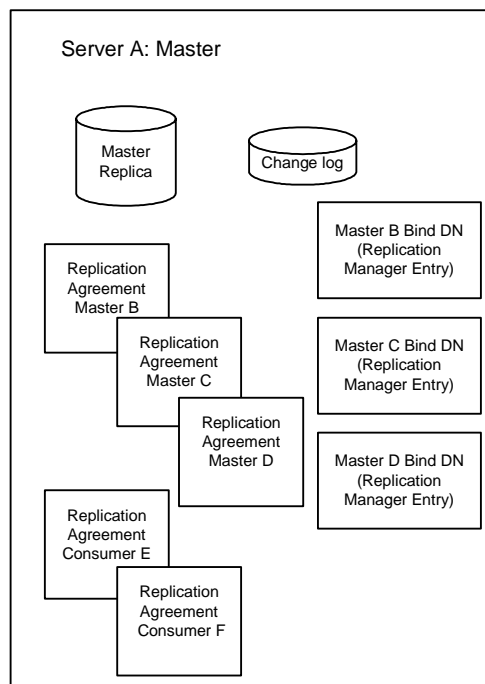 Server A: Master
Master
Replica
Change log
Master B Bind DN
(Replication
Manager Entry)
Replication
Agreement
Master B
Replication
Agreement
Master C
Master C Bind DN
(Replication
Manager Entry)
Replication
Agreement
Master D
Master D Bind DN
(Replication
Manager Entry)
Replication
Agreement
Consumer E
Replication
Agreement
Consumer F